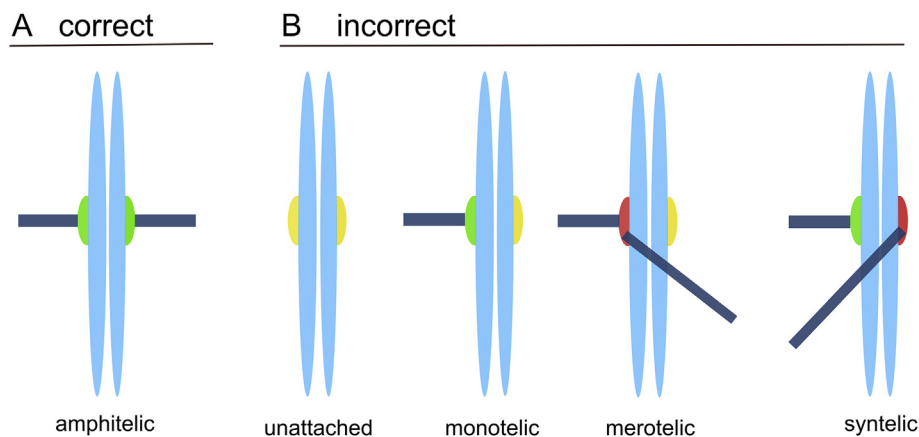 A correct
B incorrect
amphitelic
unattached
monotelic
merotelic
syntelic